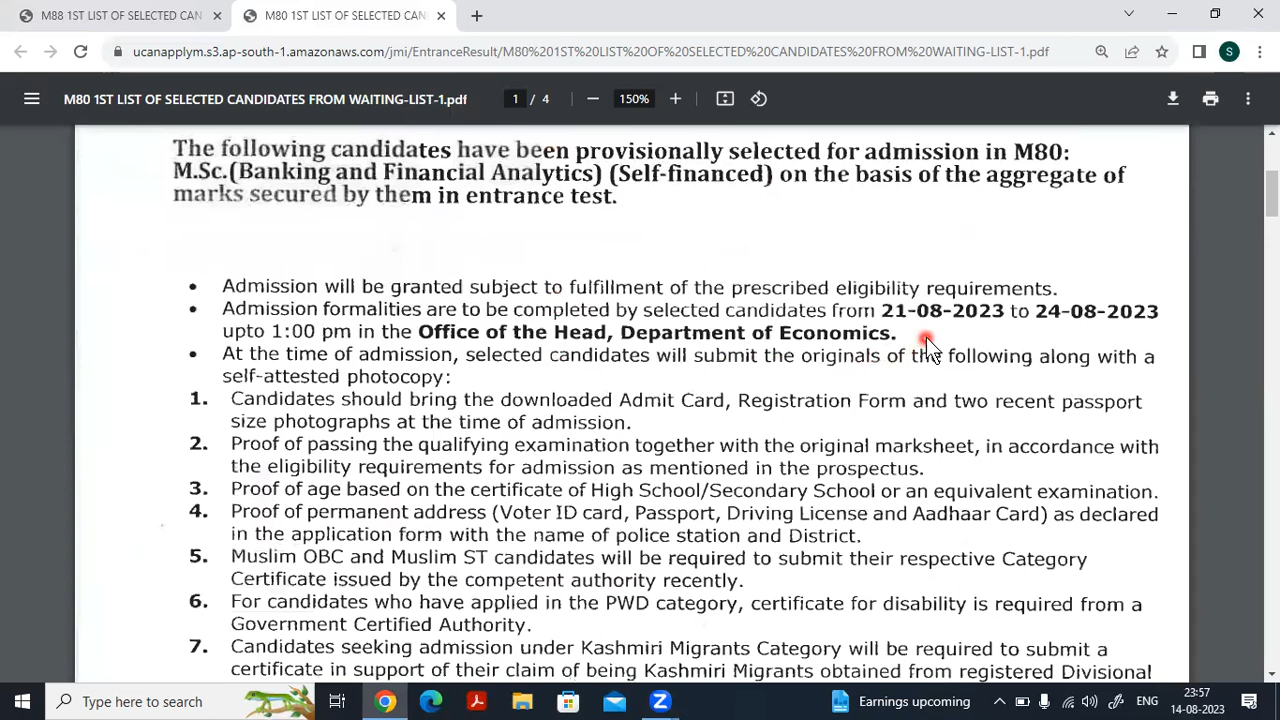 M88 1ST LIST OF SELECTED CAN
M80 1ST LIST OF SELECTED CAN
ucanapplym.s3.ap-south-1.amazonaws.com/jmi/EntranceResult/M80%201ST%20LIST%20OF%20SELECTED%20CANDIDATES%20FROM%20WAITING-LIST-1.pdf
S
M80 1ST LIST OF SELECTED CANDIDATES FROM WAITING-LIST-1.pdf
1 / 4
150%
The following candidates have been provisionally selected for admission in M80:
M.Sc.(Banking and Financial Analytics) (Self-financed) on the basis of the aggregate of
marks secured by them in entrance test.
• Admission will be granted subject to fulfillment of the prescribed eligibility requirements.
• Admission formalities are to be completed by selected candidates from 21-08-2023 to 24-08-2023
upto 1:00 pm in the Office of the Head, Department of Economics.
• At the time of admission, selected candidates will submit the originals of the following along with a
self-attested photocopy:
1. Candidates should bring the downloaded Admit Card, Registration Form and two recent passport
size photographs at the time of admission.
2. Proof of passing the qualifying examination together with the original marksheet, in accordance with
the eligibility requirements for admission as mentioned in the prospectus.
3. Proof of age based on the certificate of High School/Secondary School or an equivalent examination.
4. Proof of permanent address (Voter ID card, Passport, Driving License and Aadhaar Card) as declared
in the application form with the name of police station and District.
5. Muslim OBC and Muslim ST candidates will be required to submit their respective Category
Certificate issued by the competent authority recently.
6. For candidates who have applied in the PWD category, certificate for disability is required from a
Government Certified Authority.
7. Candidates seeking admission under Kashmiri Migrants Category will be required to submit a
certificate in support of their claim of being Kashmiri Migrants obtained from registered Divisional
Type here to search
Earnings upcoming
ENG
23:57
14-08-2023